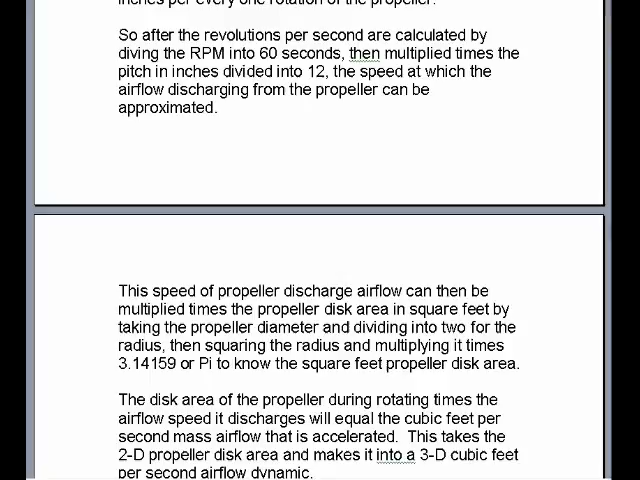 inches per every one rotation of the propeller.
So after the revolutions per second are calculated by
diving the RPM into 60 seconds, then multiplied times the
pitch in inches divided into 12, the speed at which the
airflow discharging from the propeller can be
approximated.
This speed of propeller discharge airflow can then be
multiplied times the propeller disk area in square feet by
taking the propeller diameter and dividing into two for the
radius, then squaring the radius and multiplying it times
3.14159 or Pi to know the square feet propeller disk area.
The disk area of the propeller during rotating times the
airflow speed it discharges will equal the cubic feet per
second mass airflow that is accelerated.  This takes the
2-D propeller disk area and makes it into a 3-D cubic feet
per second airflow dynamic.